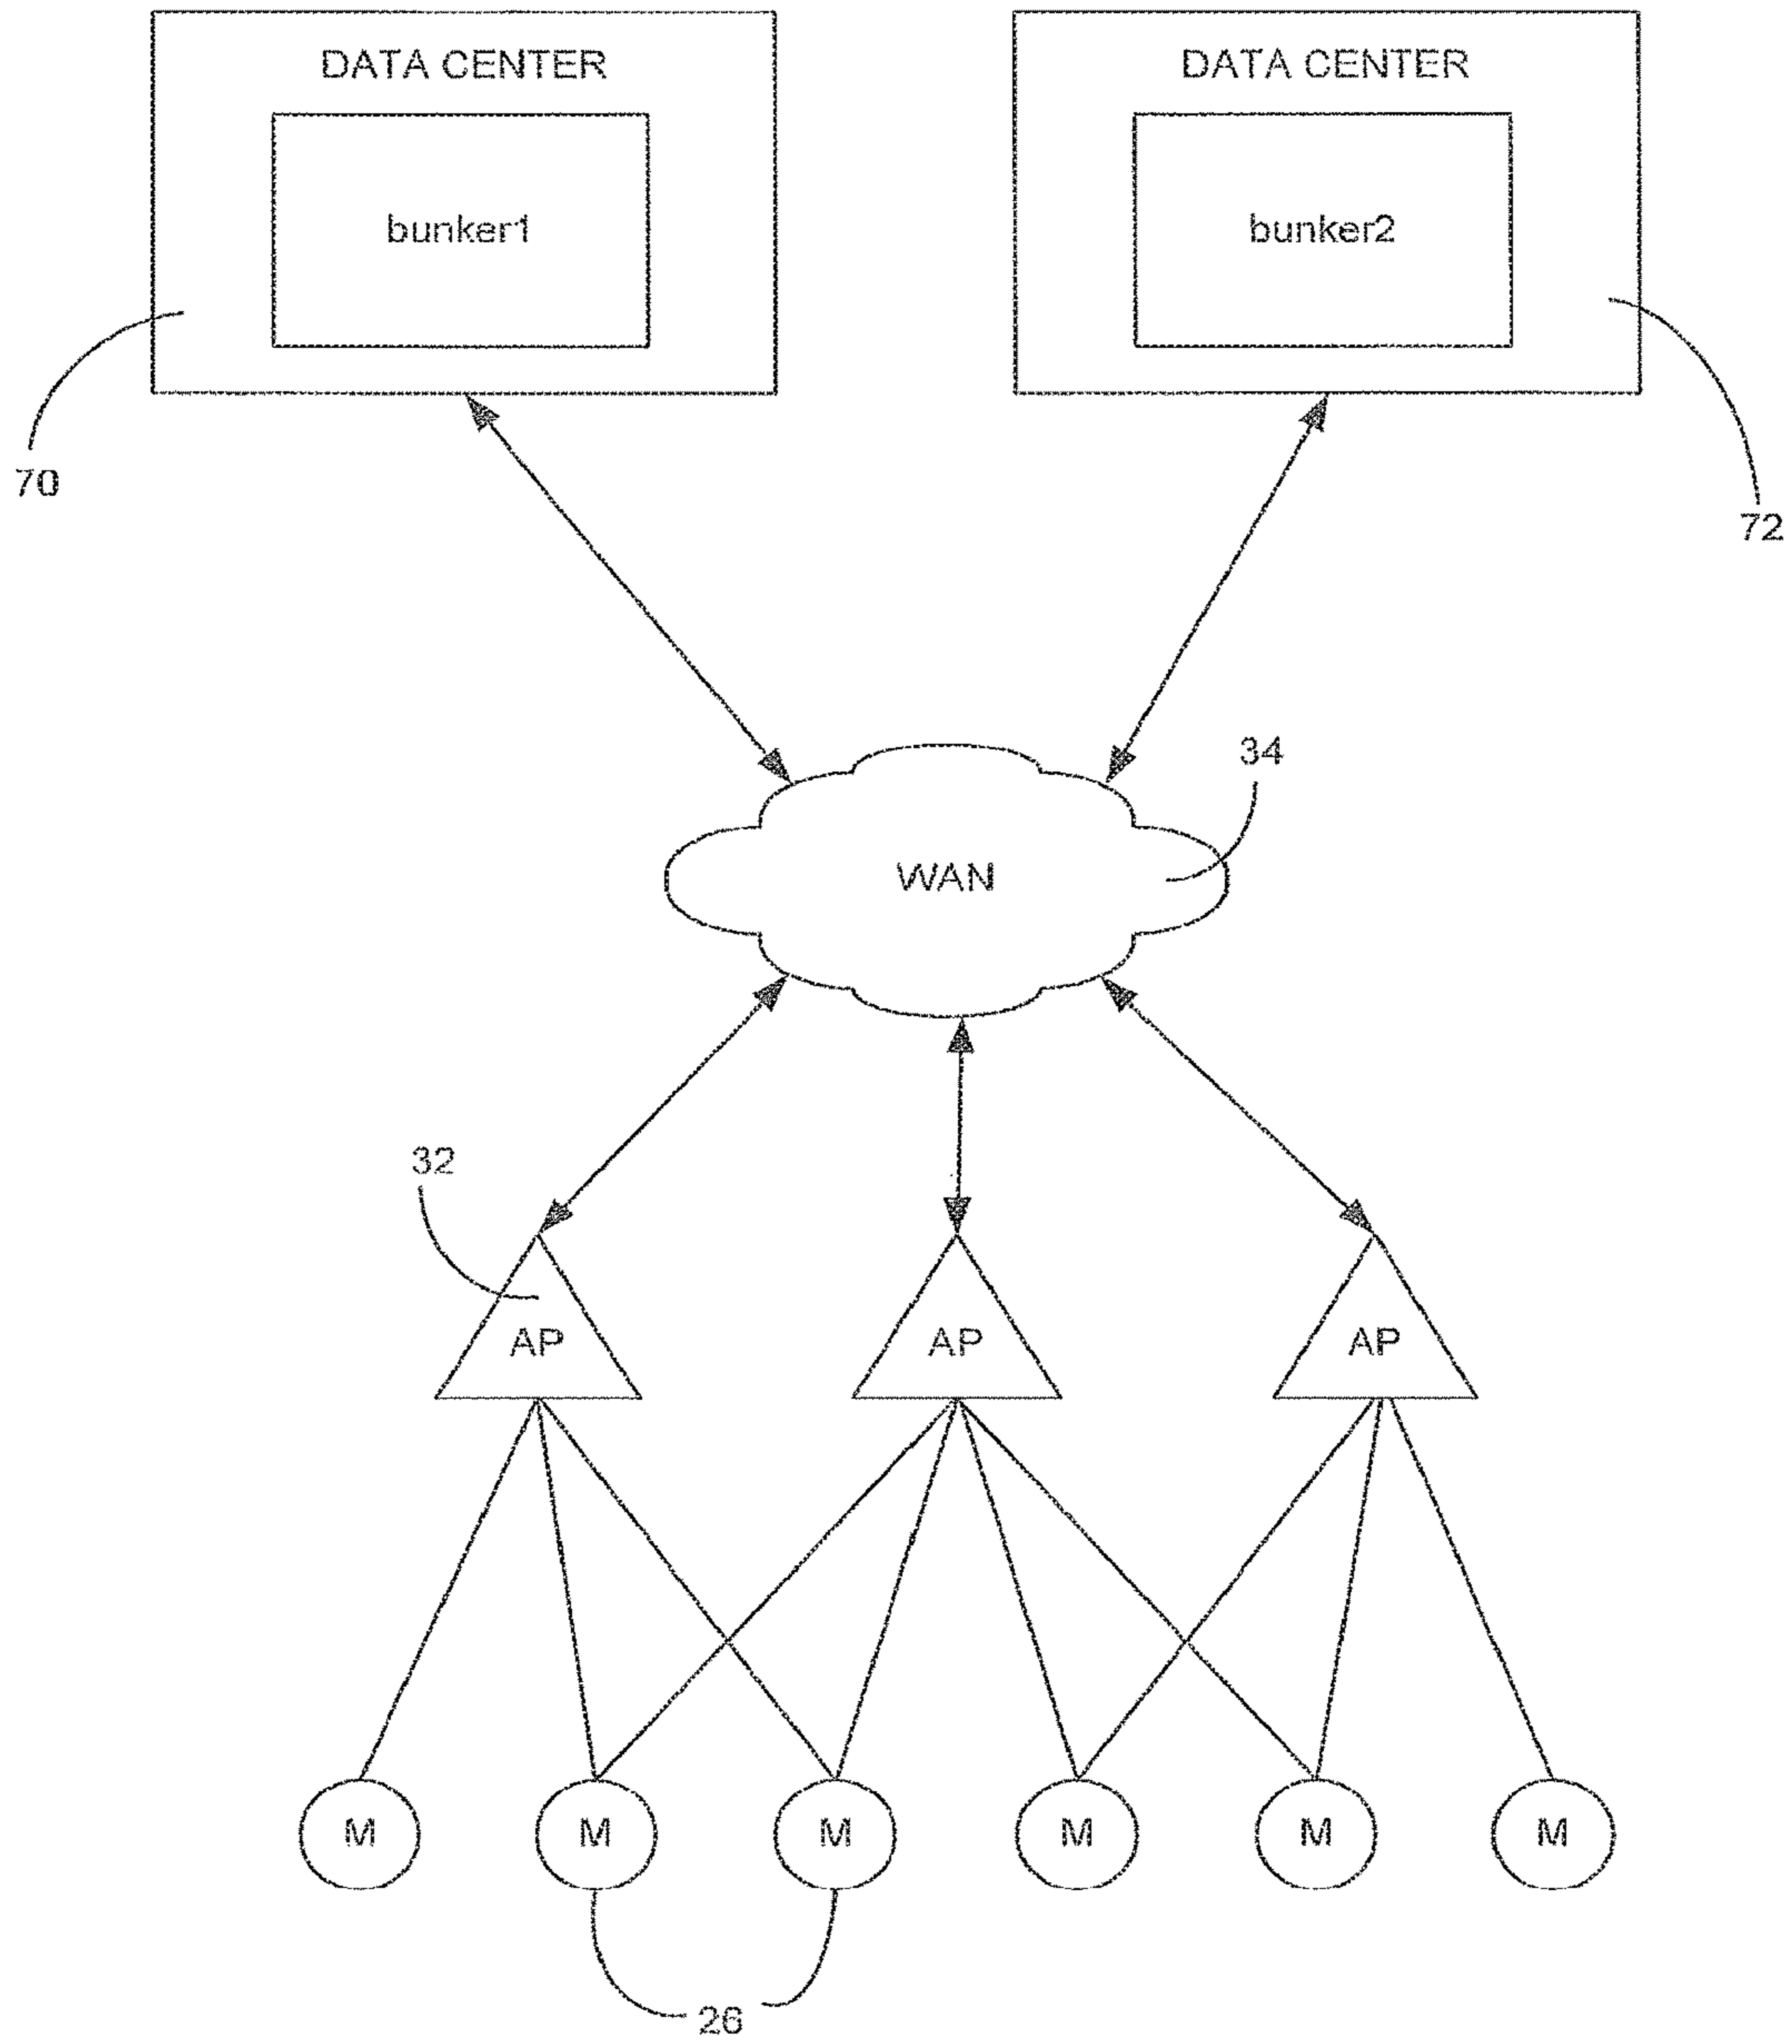 DATA CENTER
DATA CENTER
bunker1
bunker2
70
72
34
WAN
32
AP
AP
AP
M
M
M
M
M
M
26